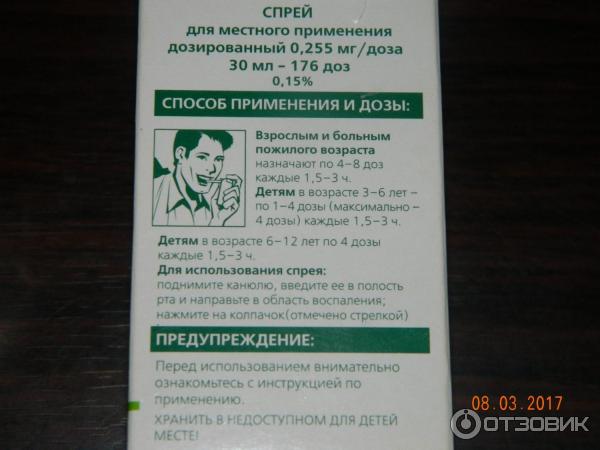 СПРЕЙ
для местного применения
дозированный 0,255 мг/доза
30 мл – 176 доз
0,15%
СПОСОБ ПРИМЕНЕНИЯ И ДОЗЫ:
Взрослым и больным
пожилого возраста
назначают по 4–8 доз
каждые 1,5–3 ч.
Детям в возрасте 3–6 лет –
по 1–4 дозы (максимально –
4 дозы) каждые 1,5–3 ч.
Детям в возрасте 6–12 лет по 4 дозы
каждые 1,5–3 ч.
Для использования спрея:
поднимите канюлю, введите ее в полость
рта и направьте в область воспаления;
нажмите на колпачок(отмечено стрелкой)
ПРЕДУПРЕЖДЕНИЕ:
Перед использованием внимательно
ознакомьтесь с инструкцией по
применению.
ХРАНИТЬ В НЕДОСТУПНОМ ДЛЯ ДЕТЕЙ
МЕСТЕ!
08.03.2017
ОТЗОВИК